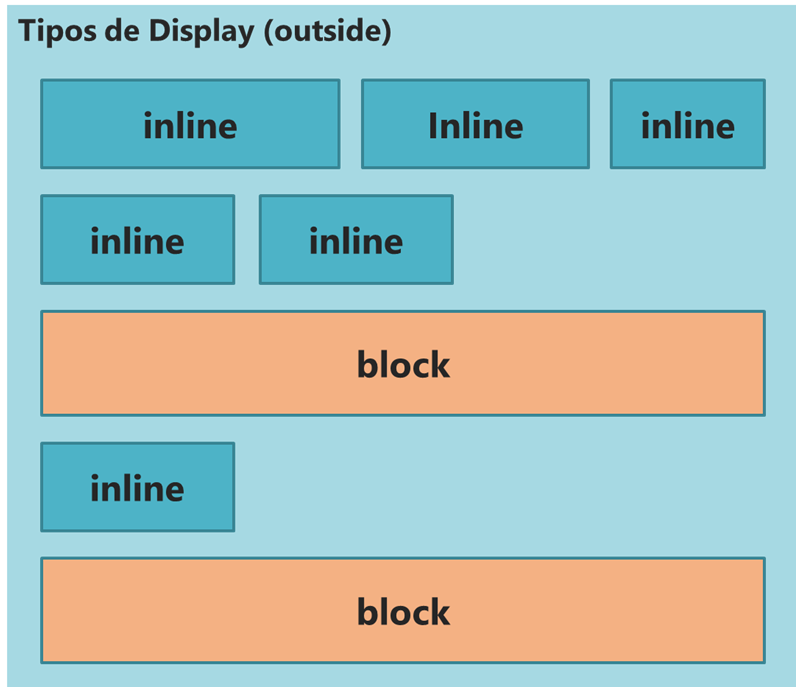 Tipos de Display (outside)
inline Inline inline
inline inline
block
inline
block